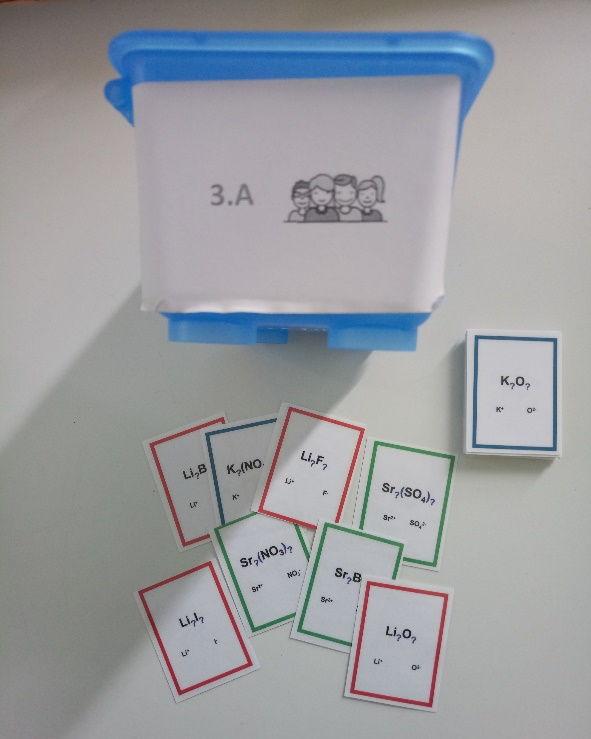 3.A
K?O?
K⁺ O²⁻
Li?B
Li⁺
K?(NO
K⁺
Li?F?
Li⁺ F⁻
Sr?(SO₄)?
Sr²⁺ SO₄²⁻
Sr?(NO₃)?
Sr²⁺ NO₃⁻
Sr?B
Sr²⁺
Li?I?
Li⁺ I⁻
Li?O?
Li⁺ O²⁻